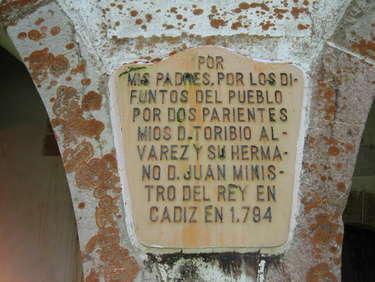 POR
MIS PADRES, POR LOS DI-
FUNTOS DEL PUEBLO
POR DOS PARIENTES
MIOS D. TORIBIO AL-
VAREZ Y SU HERMA-
NO D. JUAN MINIS-
TRO DEL REY EN
CADIZ EN 1.794